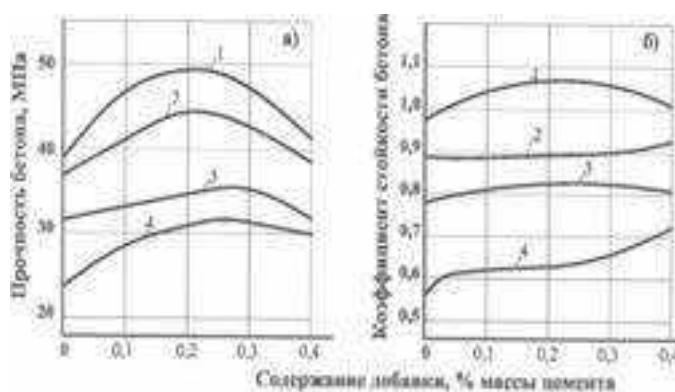 а)
Прочность бетона, МПа
50
40
30
20
1
2
3
4
0 0,1 0,2 0,3 0,4
б)
Коэффициент стойкости бетона
1,1
1,0
0,9
0,8
0,7
0,6
0,5
1
2
3
4
0 0,1 0,2 0,3 0,4
Содержание добавки, % массы цемента